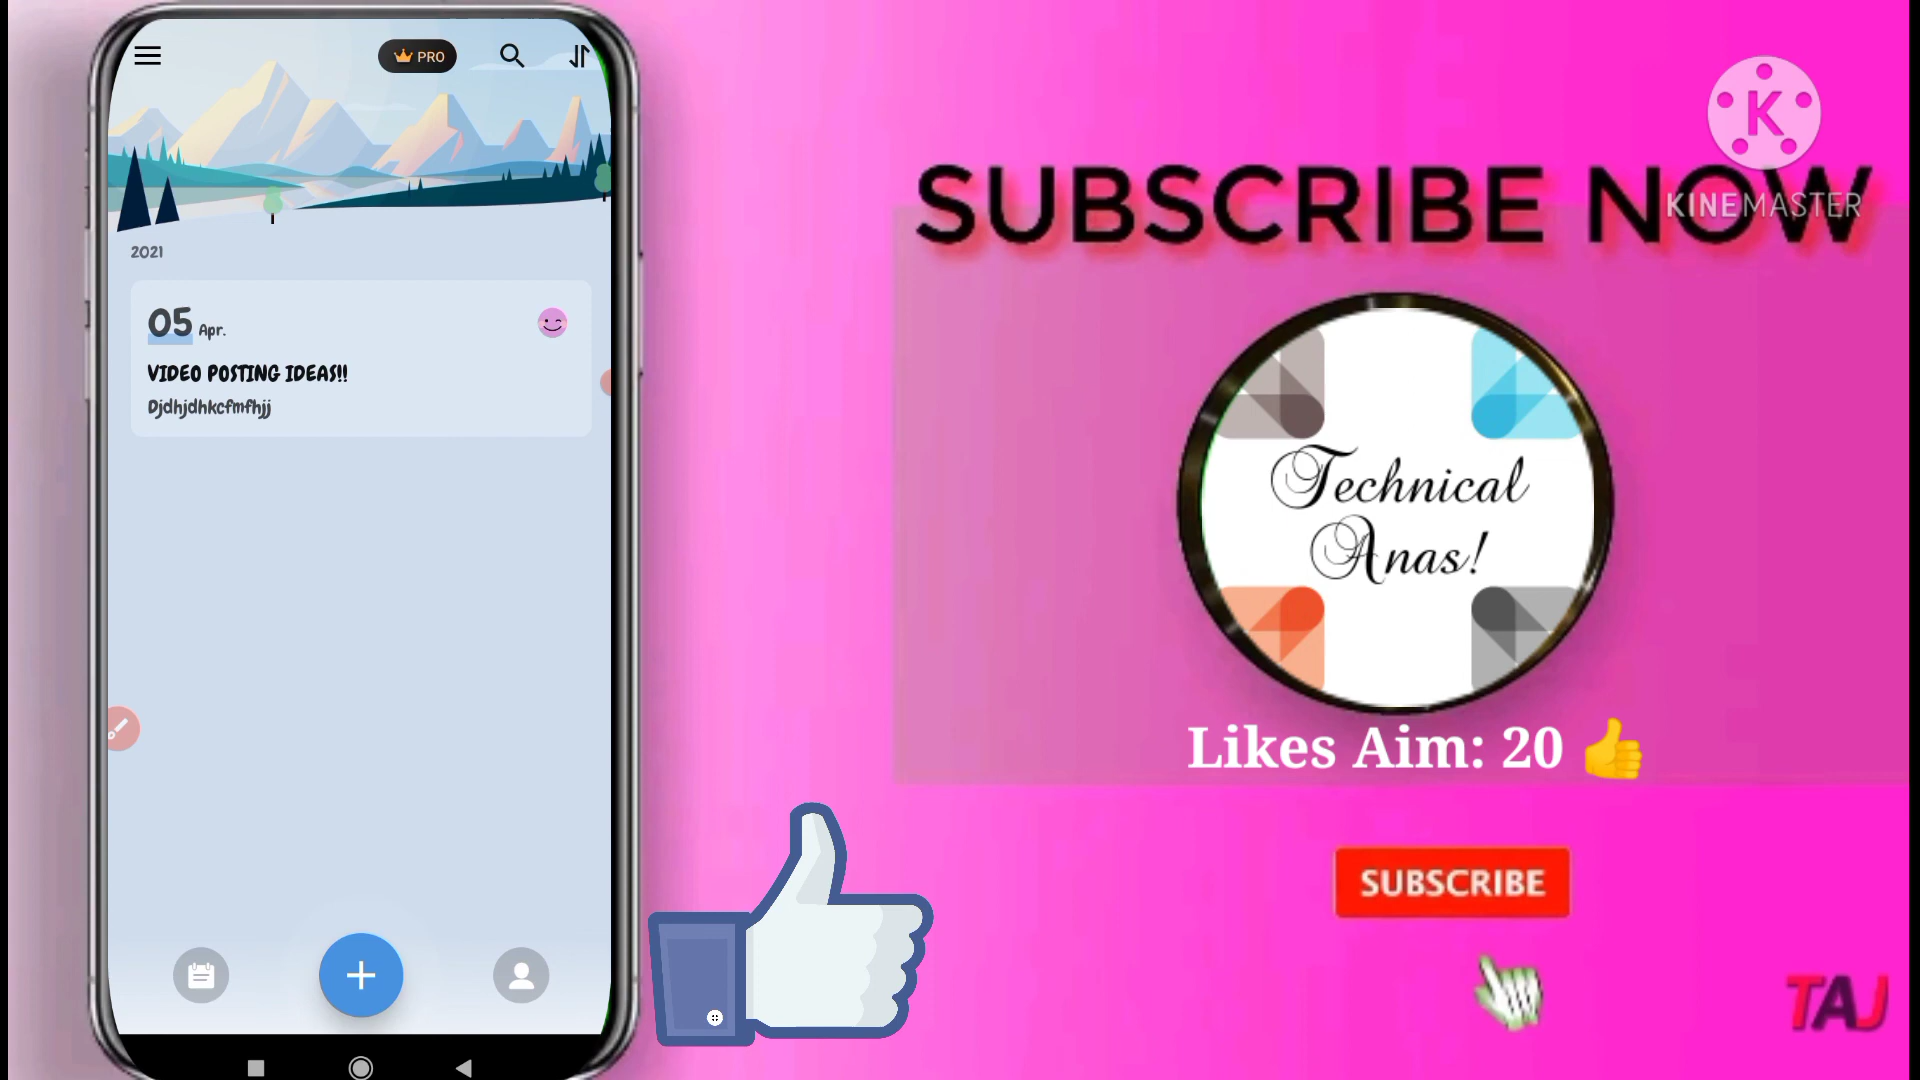 PRO
2021
05 Apr.
VIDEO POSTING IDEAS!!
Djdhjdhkcfmfhjj
SUBSCRIBE NOW
K
KINEMASTER
Technical
Anas!
Likes Aim: 20 👍
SUBSCRIBE
TAJ